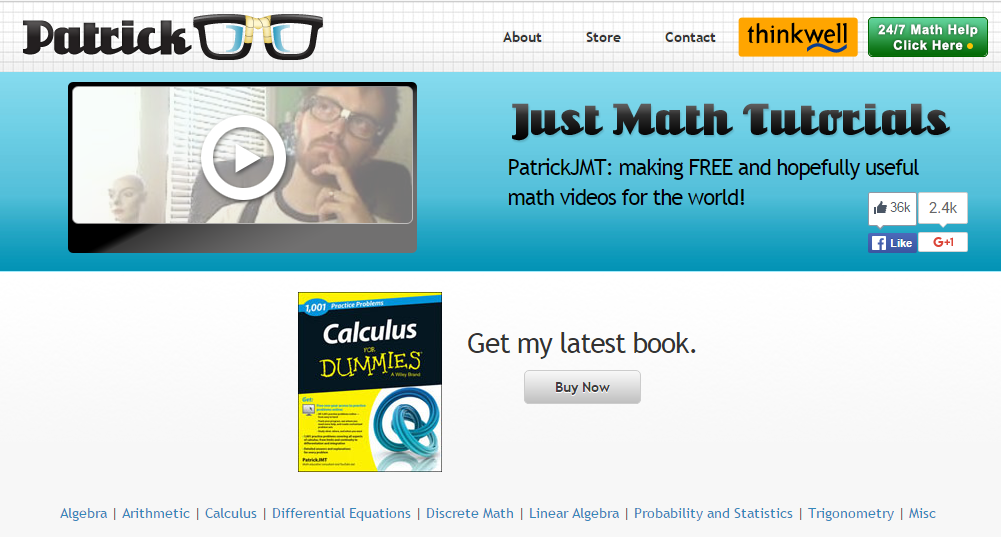 Patrick JMT
About
Store
Contact
thinkwell
24/7 Math Help
Click Here
Just Math Tutorials
PatrickJMT: making FREE and hopefully useful
math videos for the world!
36k
2.4k
Like
G+1
1,001 Practice Problems
Calculus
FOR
DUMMIES
A Wiley Brand
Get:
PatrickJMT
Get my latest book.
Buy Now
Algebra | Arithmetic | Calculus | Differential Equations | Discrete Math | Linear Algebra | Probability and Statistics | Trigonometry | Misc